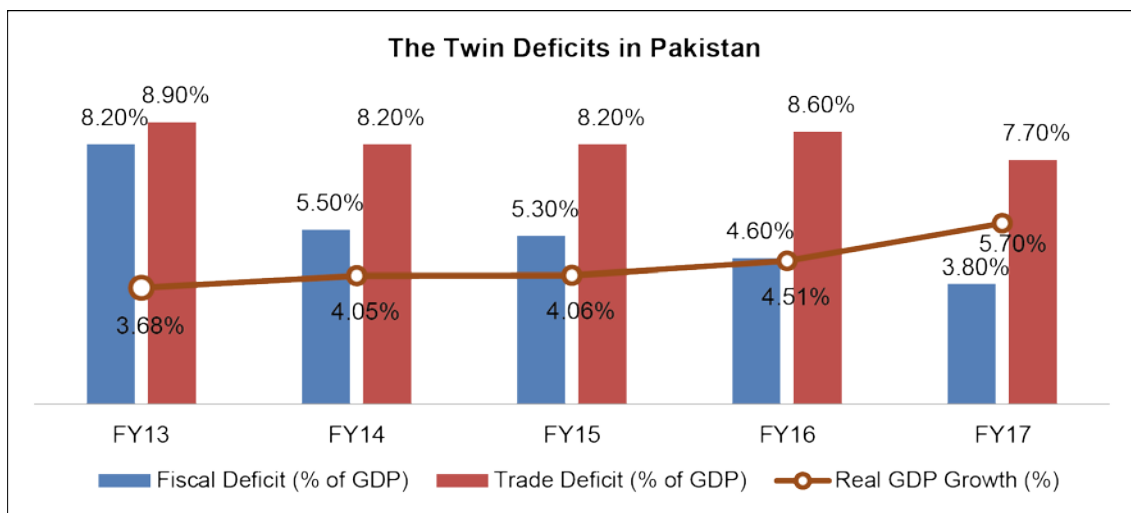 The Twin Deficits in Pakistan
8.20% 8.90% 5.50% 8.20% 5.30% 8.20% 4.60% 8.60% 3.80% 7.70%
3.68% 4.05% 4.06% 4.51% 5.70%
FY13 FY14 FY15 FY16 FY17
Fiscal Deficit (% of GDP) Trade Deficit (% of GDP) Real GDP Growth (%)